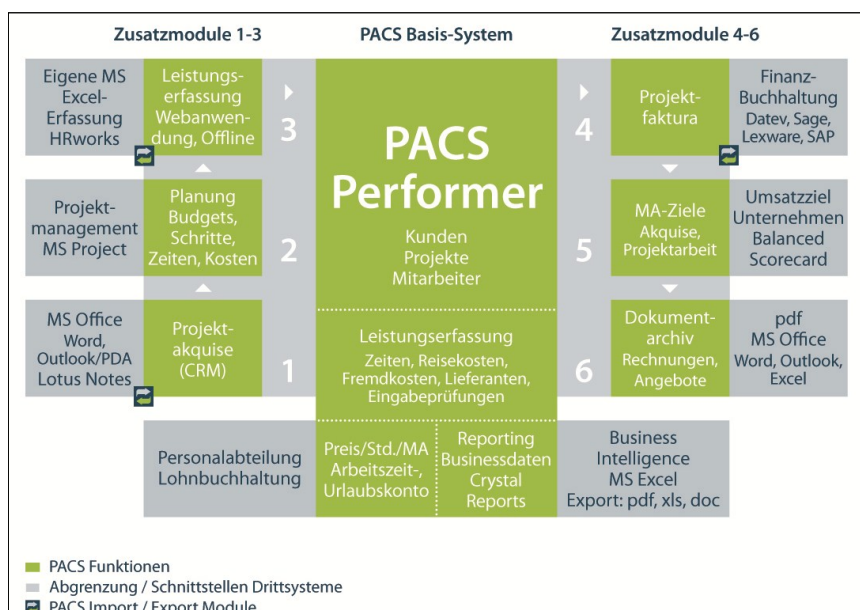 Zusatzmodule 1-3
PACS Basis-System
Zusatzmodule 4-6
Eigene MS
Excel-
Erfassung
HRworks
Leistungs-
erfassung
Webanwen-
dung, Offline
3
Projekt-
management
MS Project
Planung
Budgets,
Schritte,
Zeiten, Kosten
2
MS Office
Word,
Outlook/PDA
Lotus Notes
Projekt-
akquise
(CRM)
1
PACS
Performer
Kunden
Projekte
Mitarbeiter
Leistungserfassung
Zeiten, Reisekosten,
Fremdkosten, Lieferanten,
Eingabeprüfungen
4
Projekt-
faktura
Finanz-
Buchhaltung
Datev, Sage,
Lexware, SAP
5
MA-Ziele
Akquise,
Projektarbeit
Umsatzziel
Unternehmen
Balanced
Scorecard
6
Dokument-
archiv
Rechnungen,
Angebote
pdf
MS Office
Word, Outlook,
Excel
Personalabteilung
Lohnbuchhaltung
Preis/Std./MA
Arbeitszeit-,
Urlaubskonto
Reporting
Businessdaten
Crystal
Reports
Business
Intelligence
MS Excel
Export: pdf, xls, doc
PACS Funktionen
Abgrenzung / Schnittstellen Drittsysteme
PACS Import / Export Module